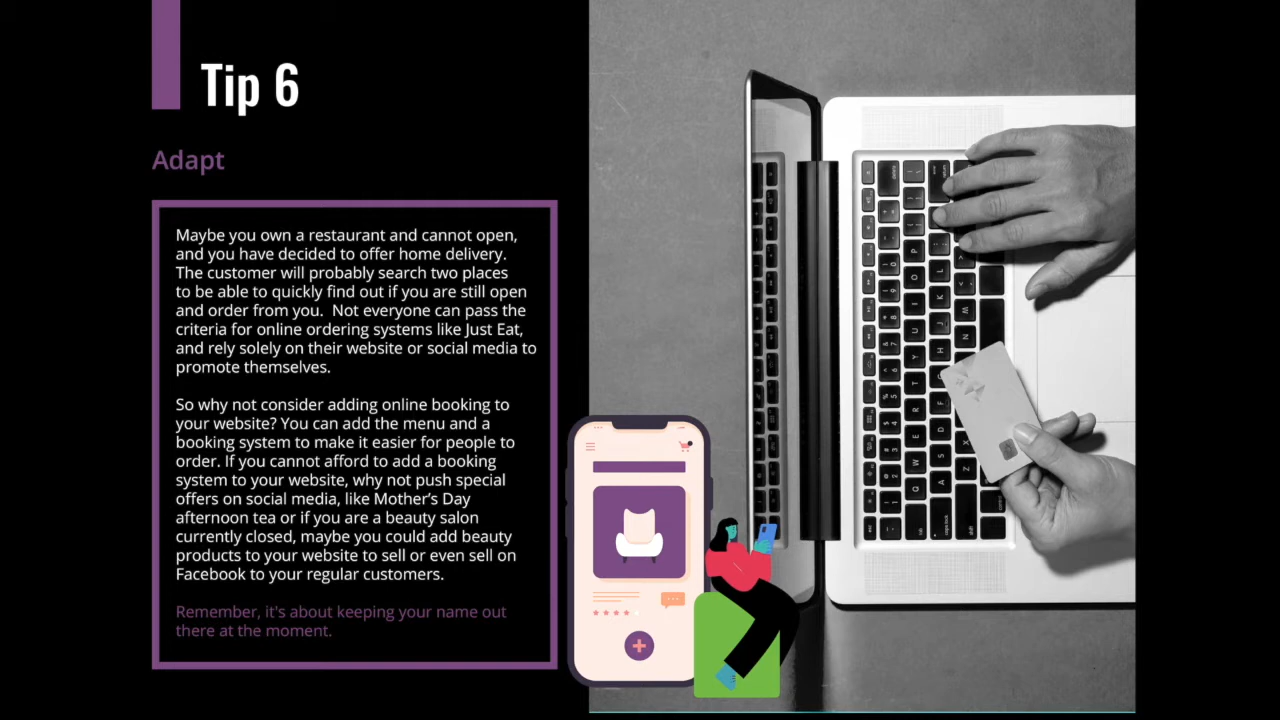 Tip 6
Adapt
Maybe you own a restaurant and cannot open,
and you have decided to offer home delivery.
The customer will probably search two places
to be able to quickly find out if you are still open
and order from you.  Not everyone can pass the
criteria for online ordering systems like Just Eat,
and rely solely on their website or social media to
promote themselves.
So why not consider adding online booking to
your website? You can add the menu and a
booking system to make it easier for people to
order. If you cannot afford to add a booking
system to your website, why not push special
offers on social media, like Mother’s Day
afternoon tea or if you are a beauty salon
currently closed, maybe you could add beauty
products to your website to sell or even sell on
Facebook to your regular customers.
Remember, it's about keeping your name out
there at the moment.